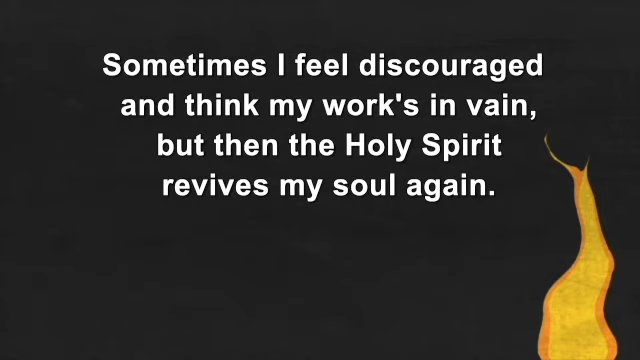 Sometimes I feel discouraged
and think my work's in vain,
but then the Holy Spirit
revives my soul again.